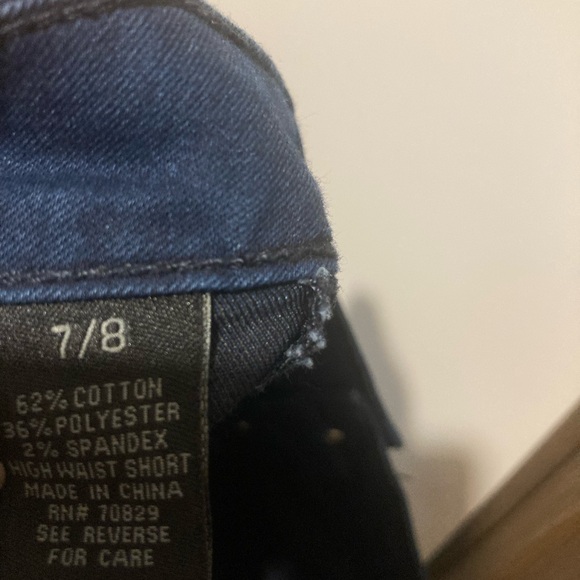 7/8
62% COTTON
36% POLYESTER
2% SPANDEX
HIGH WAIST SHORT
MADE IN CHINA
RN# 70829
SEE REVERSE
FOR CARE